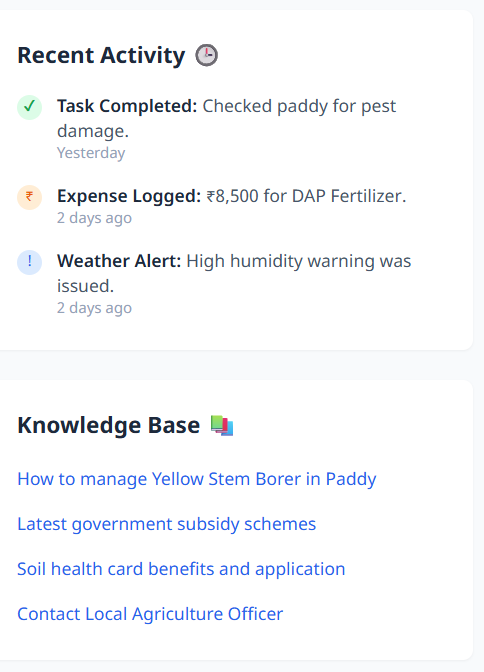 Recent Activity 🕒
✓ Task Completed: Checked paddy for pest
damage.
Yesterday
₹ Expense Logged: ₹8,500 for DAP Fertilizer.
2 days ago
! Weather Alert: High humidity warning was
issued.
2 days ago
Knowledge Base 📚
How to manage Yellow Stem Borer in Paddy
Latest government subsidy schemes
Soil health card benefits and application
Contact Local Agriculture Officer